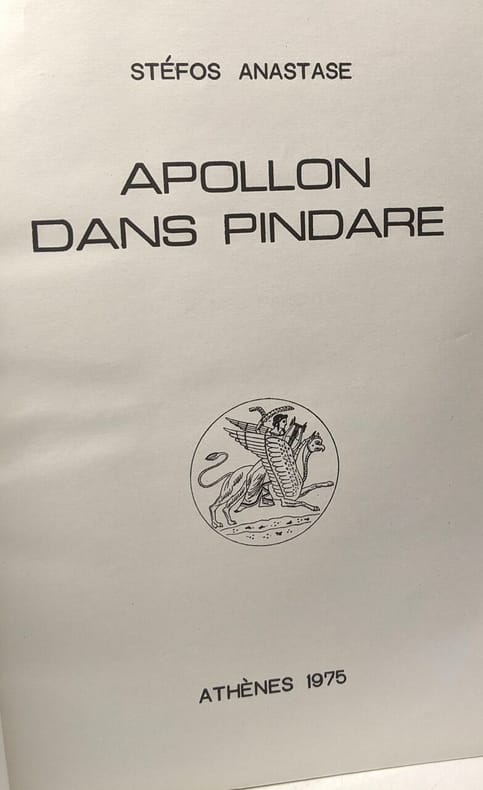 STÉFOS ANASTASE
APOLLON
DANS PINDARE
ATHÈNES 1975